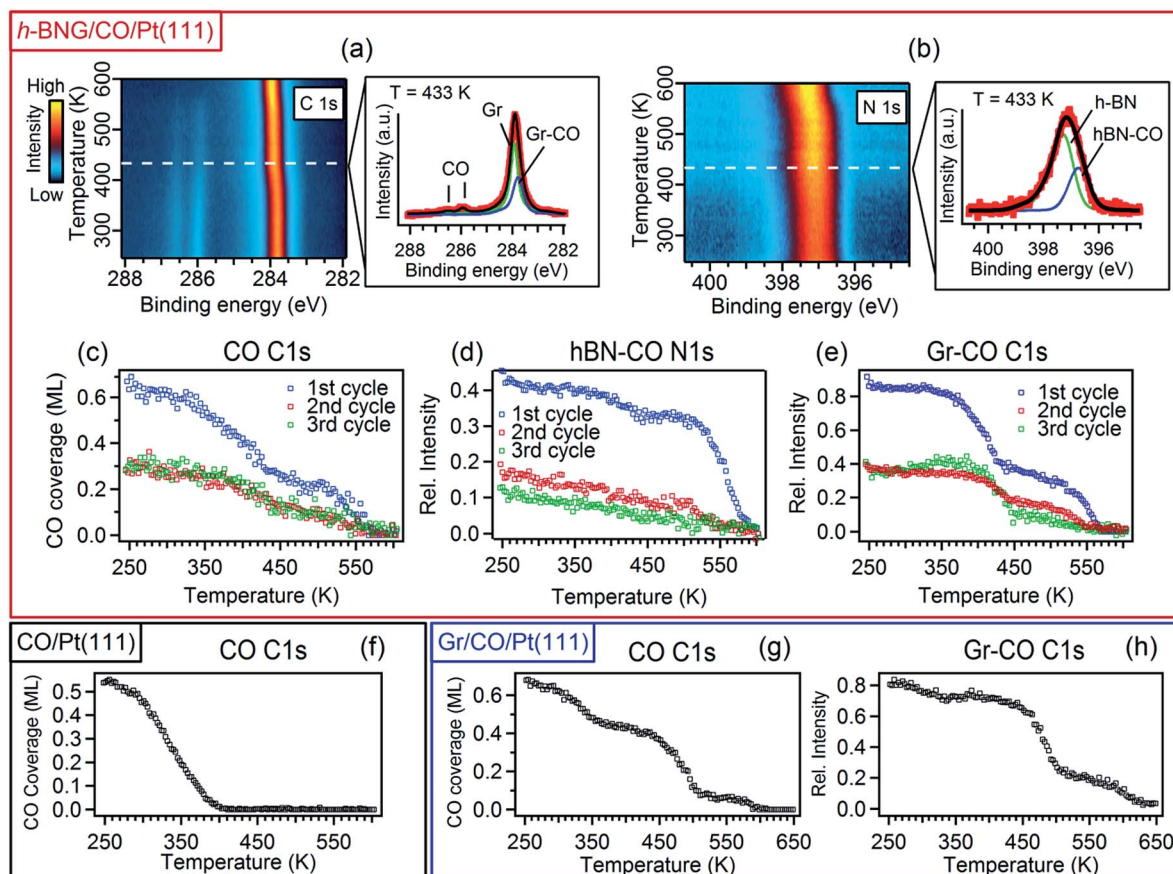 h-BNG/CO/Pt(111)
(a)
High
Intensity
Low
Temperature (K)
600
500
400
300
C 1s
288 286 284 282
Binding energy (eV)
T = 433 K
Gr
Gr-CO
CO
Intensity (a.u.)
288 286 284 282
Binding energy (eV)
(b)
Temperature (K)
600
500
400
300
N 1s
400 398 396
Binding energy (eV)
T = 433 K
h-BN
hBN-CO
Intensity (a.u.)
400 398 396
Binding energy (eV)
(c) CO C1s
CO coverage (ML)
0.6
0.4
0.2
0.0
1st cycle
2nd cycle
3rd cycle
250 350 450 550
Temperature (K)
(d) hBN-CO N1s
Rel. Intensity
0.4
0.3
0.2
0.1
0.0
1st cycle
2nd cycle
3rd cycle
250 350 450 550
Temperature (K)
(e) Gr-CO C1s
Rel. Intensity
0.8
0.6
0.4
0.2
0.0
1st cycle
2nd cycle
3rd cycle
250 350 450 550
Temperature (K)
CO/Pt(111)
CO C1s (f)
CO Coverage (ML)
0.5
0.4
0.3
0.2
0.1
0.0
250 350 450 550
Temperature (K)
Gr/CO/Pt(111)
CO C1s (g)
CO coverage (ML)
0.6
0.4
0.2
0.0
250 350 450 550 650
Temperature (K)
Gr-CO C1s (h)
Rel. Intensity
0.8
0.6
0.4
0.2
0.0
250 350 450 550 650
Temperature (K)